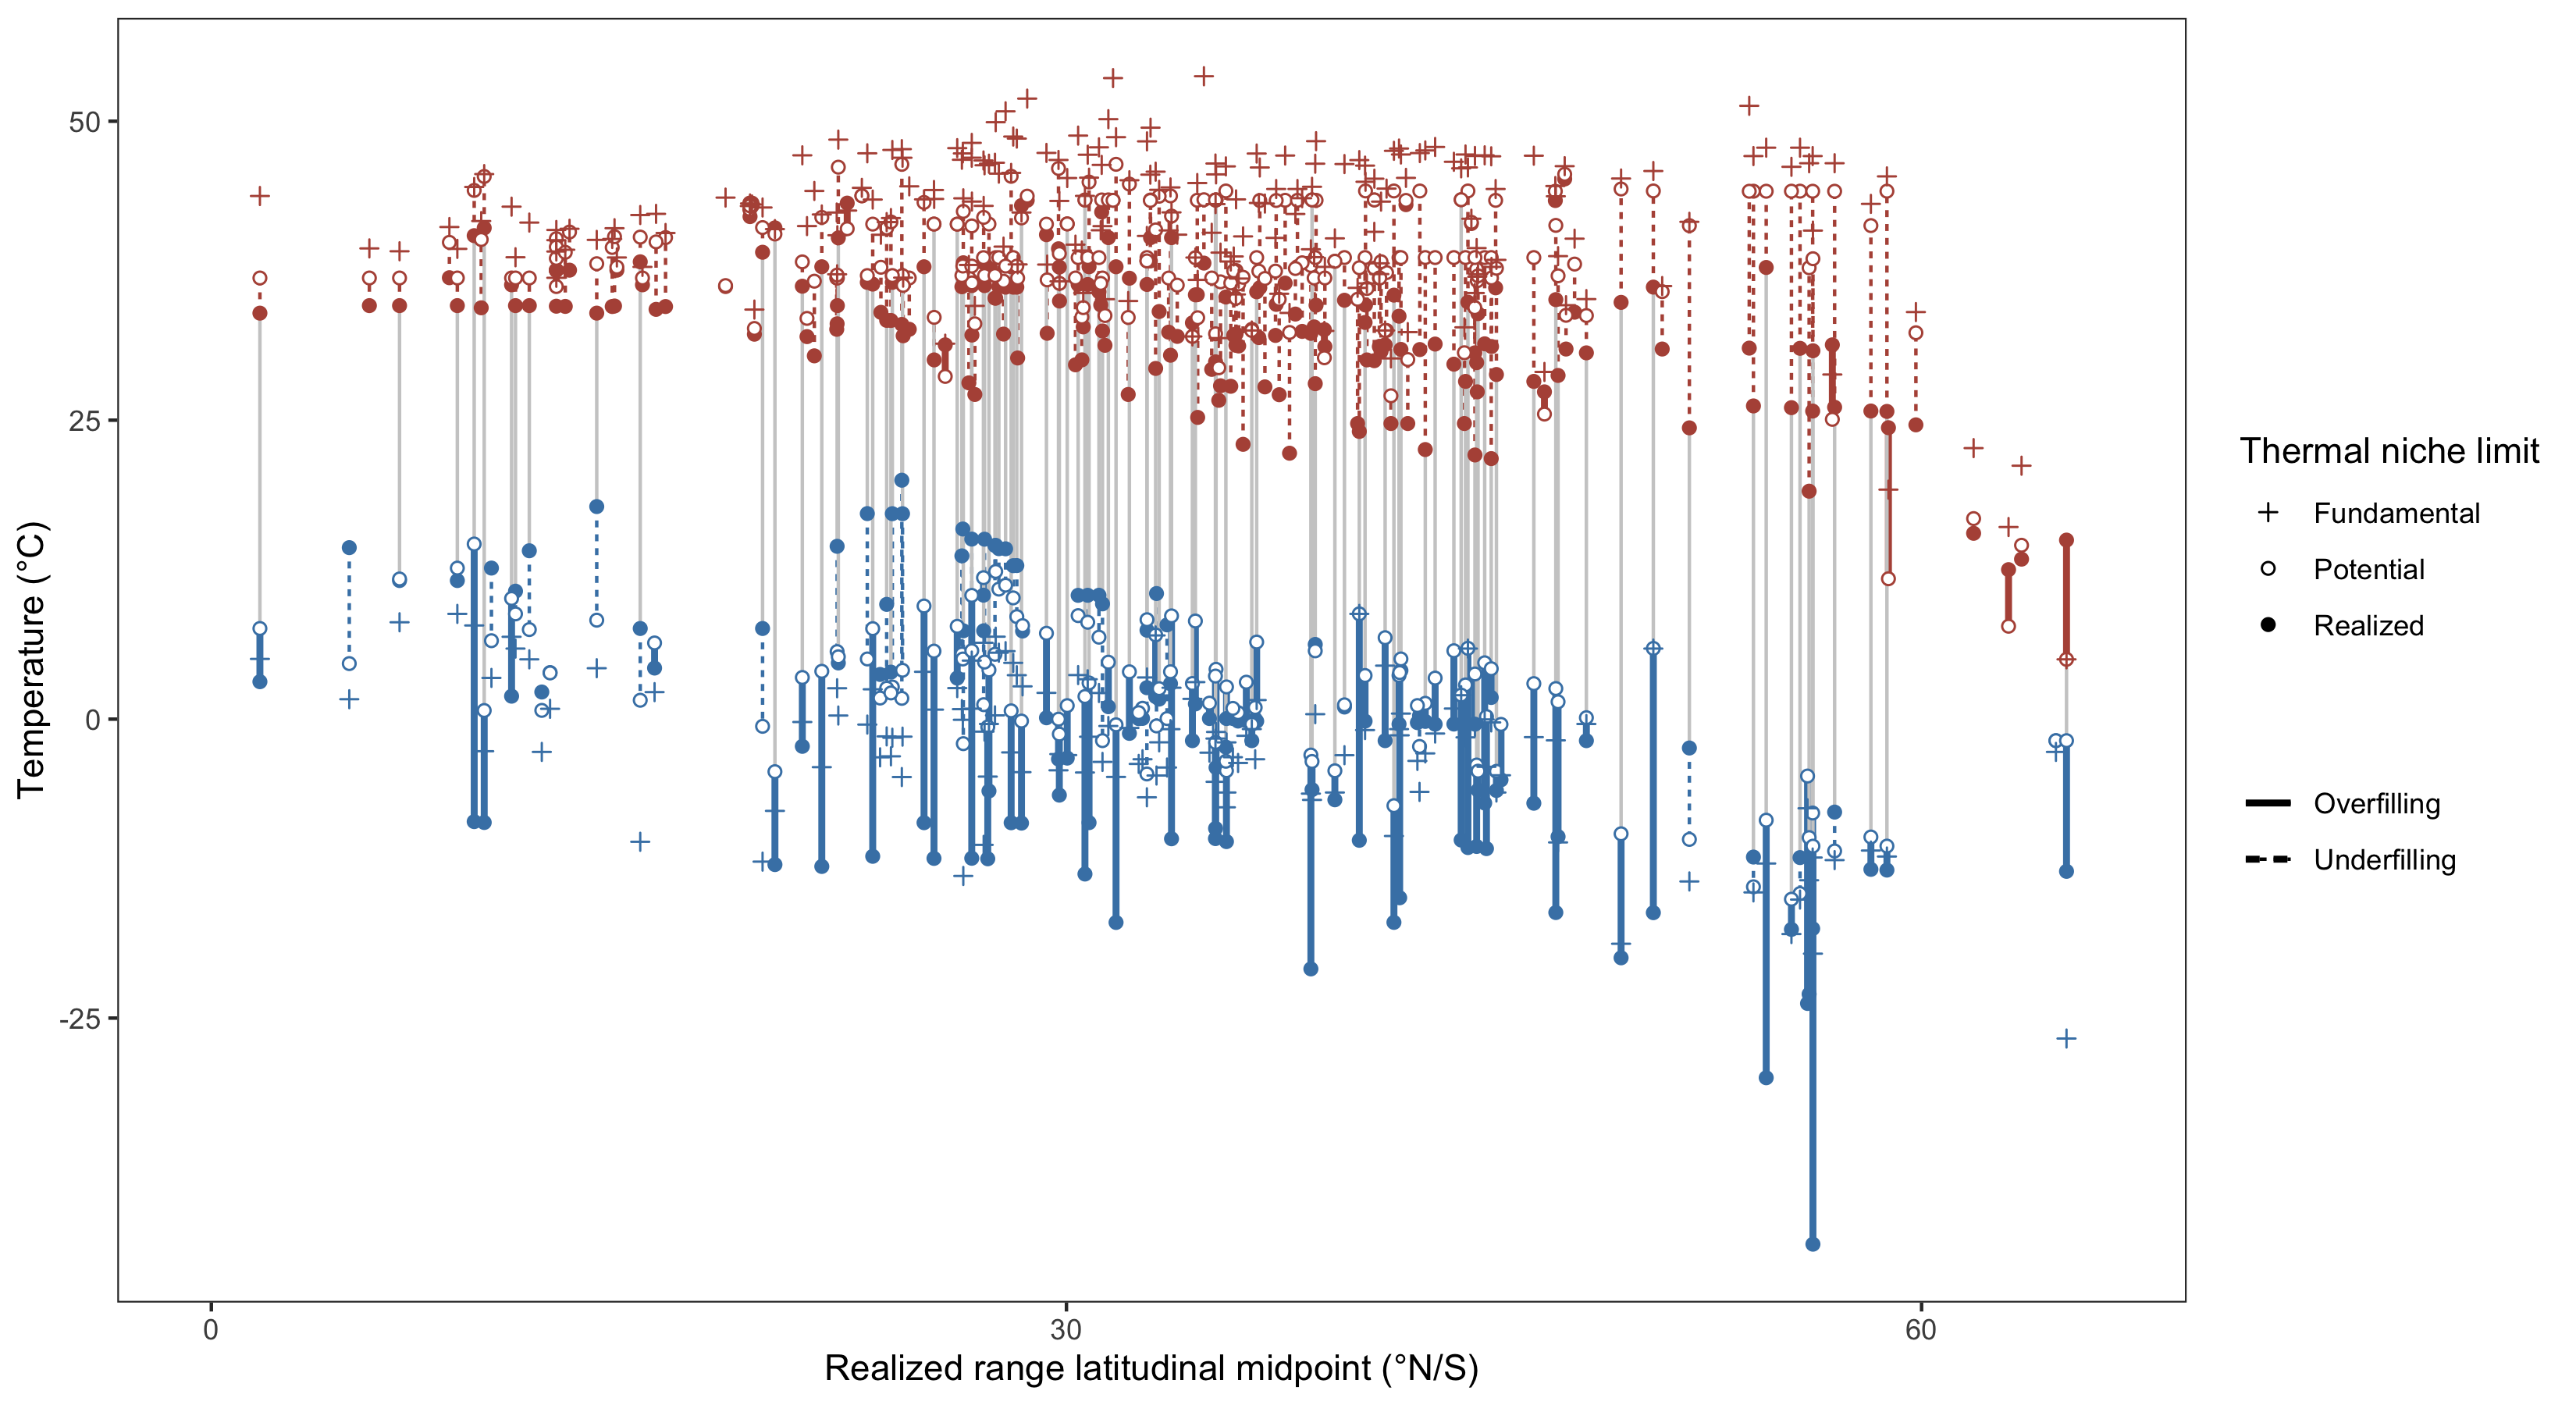 50
25
0
-25
Temperature (°C)
0
30
60
Realized range latitudinal midpoint (°N/S)
Thermal niche limit
Fundamental
Potential
Realized
Overfilling
Underfilling